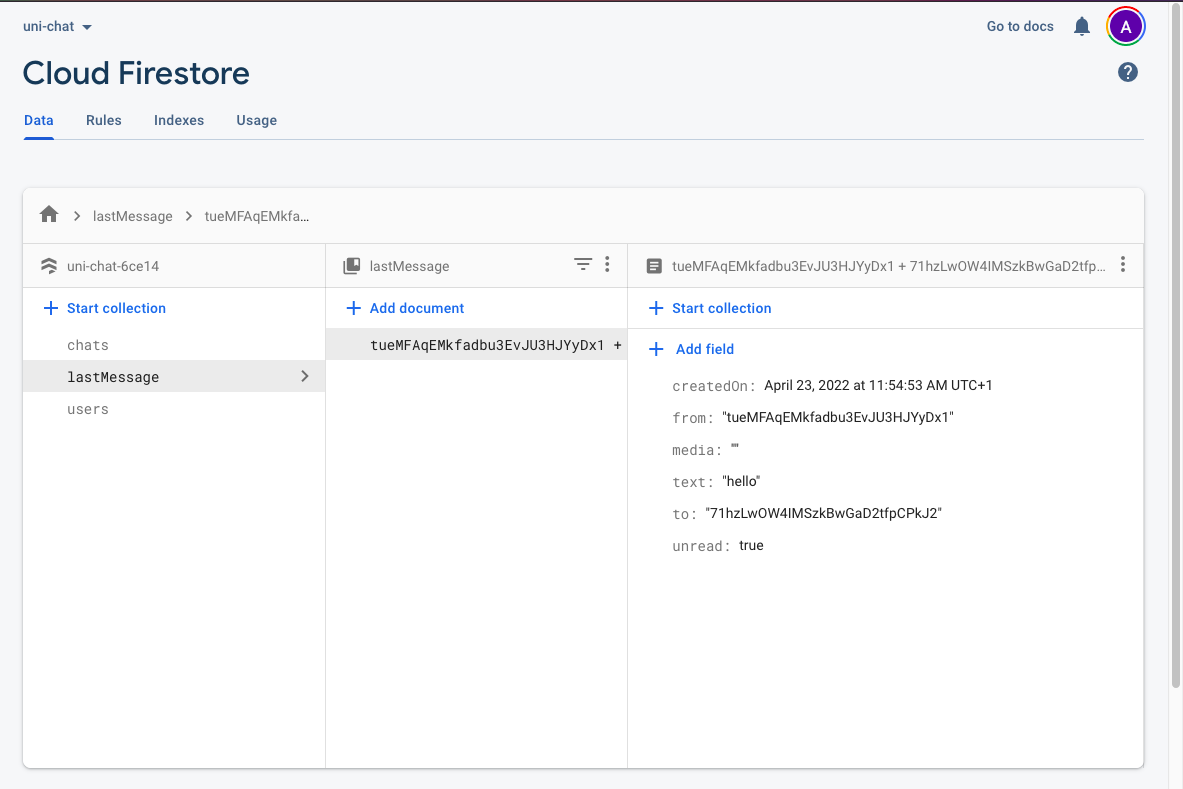 uni-chat
Go to docs
A
Cloud Firestore
?
Data Rules Indexes Usage
lastMessage tueMFAqEMkfa…
uni-chat-6ce14
lastMessage
tueMFAqEMkfadbu3EvJU3HJYyDx1 + 71hzLwOW4IMSzkBwGaD2tfp…
+ Start collection
+ Add document
+ Start collection
chats
lastMessage
users
tueMFAqEMkfadbu3EvJU3HJYyDx1 +
+ Add field
createdOn: April 23, 2022 at 11:54:53 AM UTC+1
from: "tueMFAqEMkfadbu3EvJU3HJYyDx1"
media: ""
text: "hello"
to: "71hzLwOW4IMSzkBwGaD2tfpCPkJ2"
unread: true